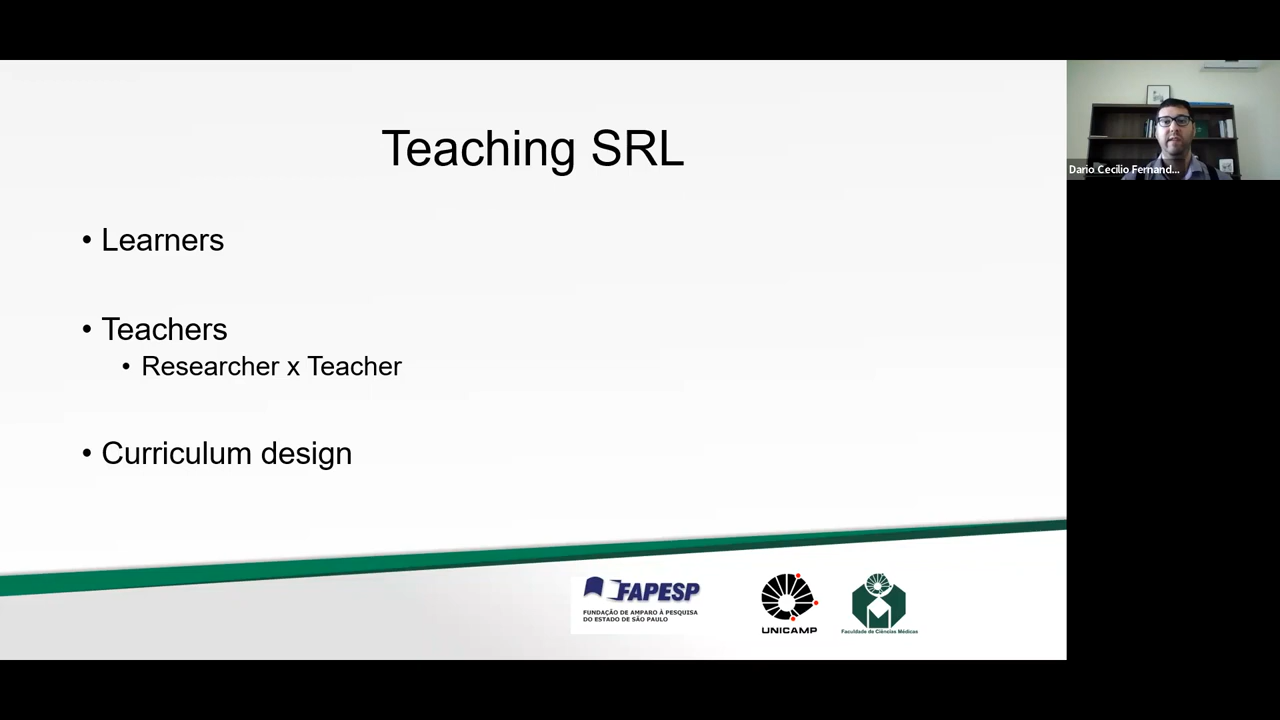 Teaching SRL
• Learners
• Teachers
• Researcher x Teacher
• Curriculum design
FAPESP
FUNDAÇÃO DE AMPARO À PESQUISA
DO ESTADO DE SÃO PAULO
UNICAMP
Faculdade de Ciências Médicas
Dario Cecilio Fernand...